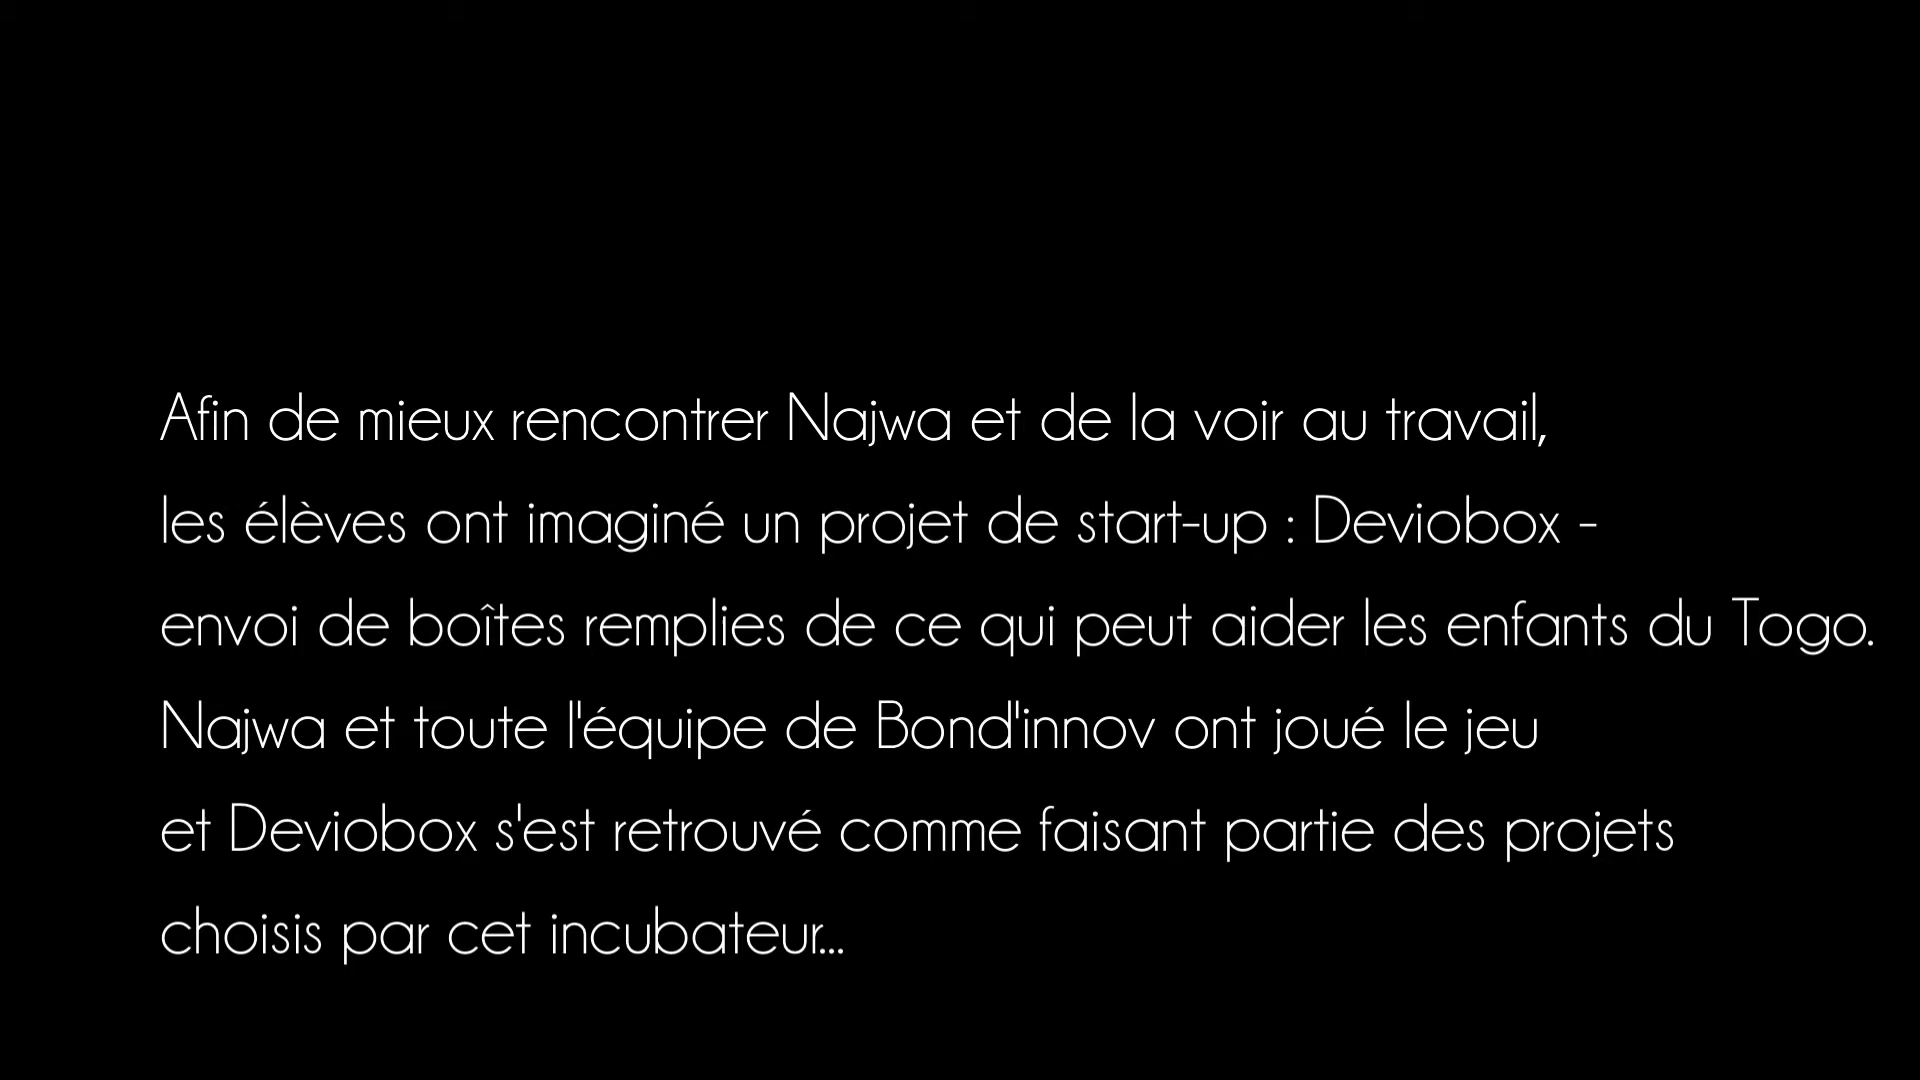 Afin de mieux rencontrer Najwa et de la voir au travail,
les élèves ont imaginé un projet de start-up : Deviobox -
envoi de boîtes remplies de ce qui peut aider les enfants du Togo.
Najwa et toute l'équipe de Bond'innov ont joué le jeu
et Deviobox s'est retrouvé comme faisant partie des projets
choisis par cet incubateur...